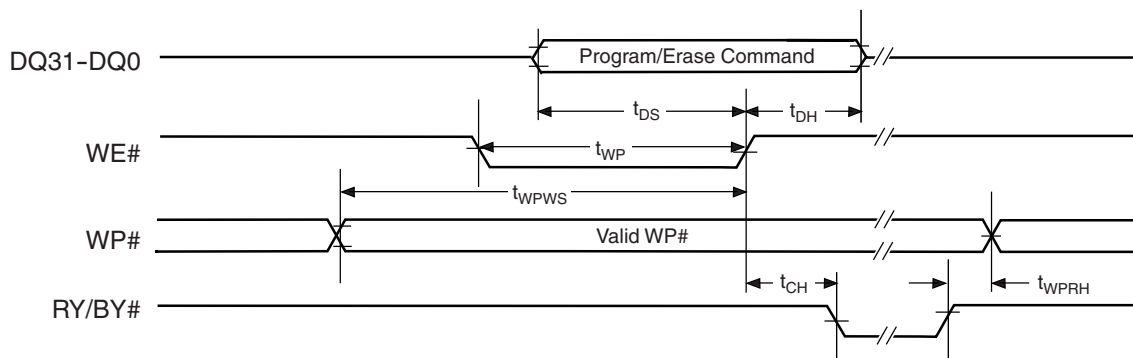 DQ31-DQ0
Program/Erase Command
tDS
tDH
WE#
tWP
tWPWS
WP#
Valid WP#
tCH
tWPRH
RY/BY#